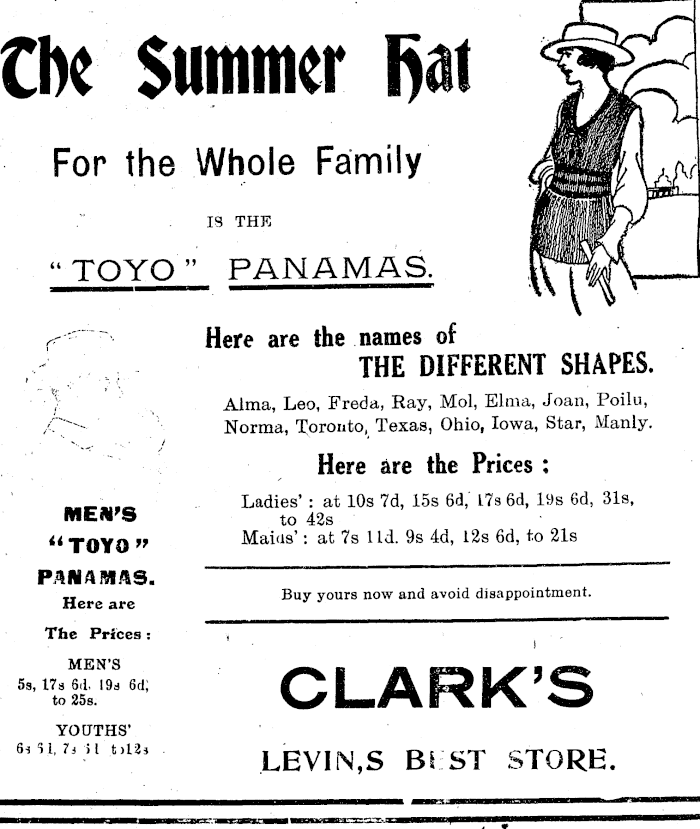 The Summer Hat
For the Whole Family
IS THE
"TOYO" PANAMAS.
Here are the names of
THE DIFFERENT SHAPES.
Alma, Leo, Freda, Ray, Mol, Elma, Joan, Poilu,
Norma, Toronto, Texas, Ohio, Iowa, Star, Manly.
Here are the Prices :
Ladies' : at 10s 7d, 15s 6d, 17s 6d, 19s 6d, 31s,
to 42s
Maids' : at 7s 11d. 9s 4d, 12s 6d, to 21s
Buy yours now and avoid disappointment.
CLARK'S
LEVIN,S BEST STORE.
MEN'S
"TOYO"
PANAMAS.
Here are
The Prices :
MEN'S
5s, 17s 6d, 19s 6d,
to 25s.
YOUTHS'
to 12s